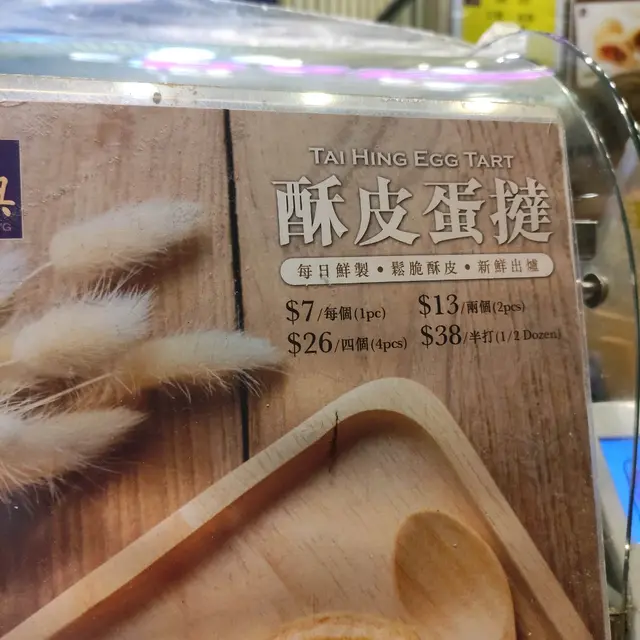 TAI HING EGG TART
酥皮蛋撻
每日鮮製•鬆脆酥皮•新鮮出爐
$7/每個(1pc) $13/兩個(2pcs)
$26/四個(4pcs) $38/半打(1/2 Dozen)